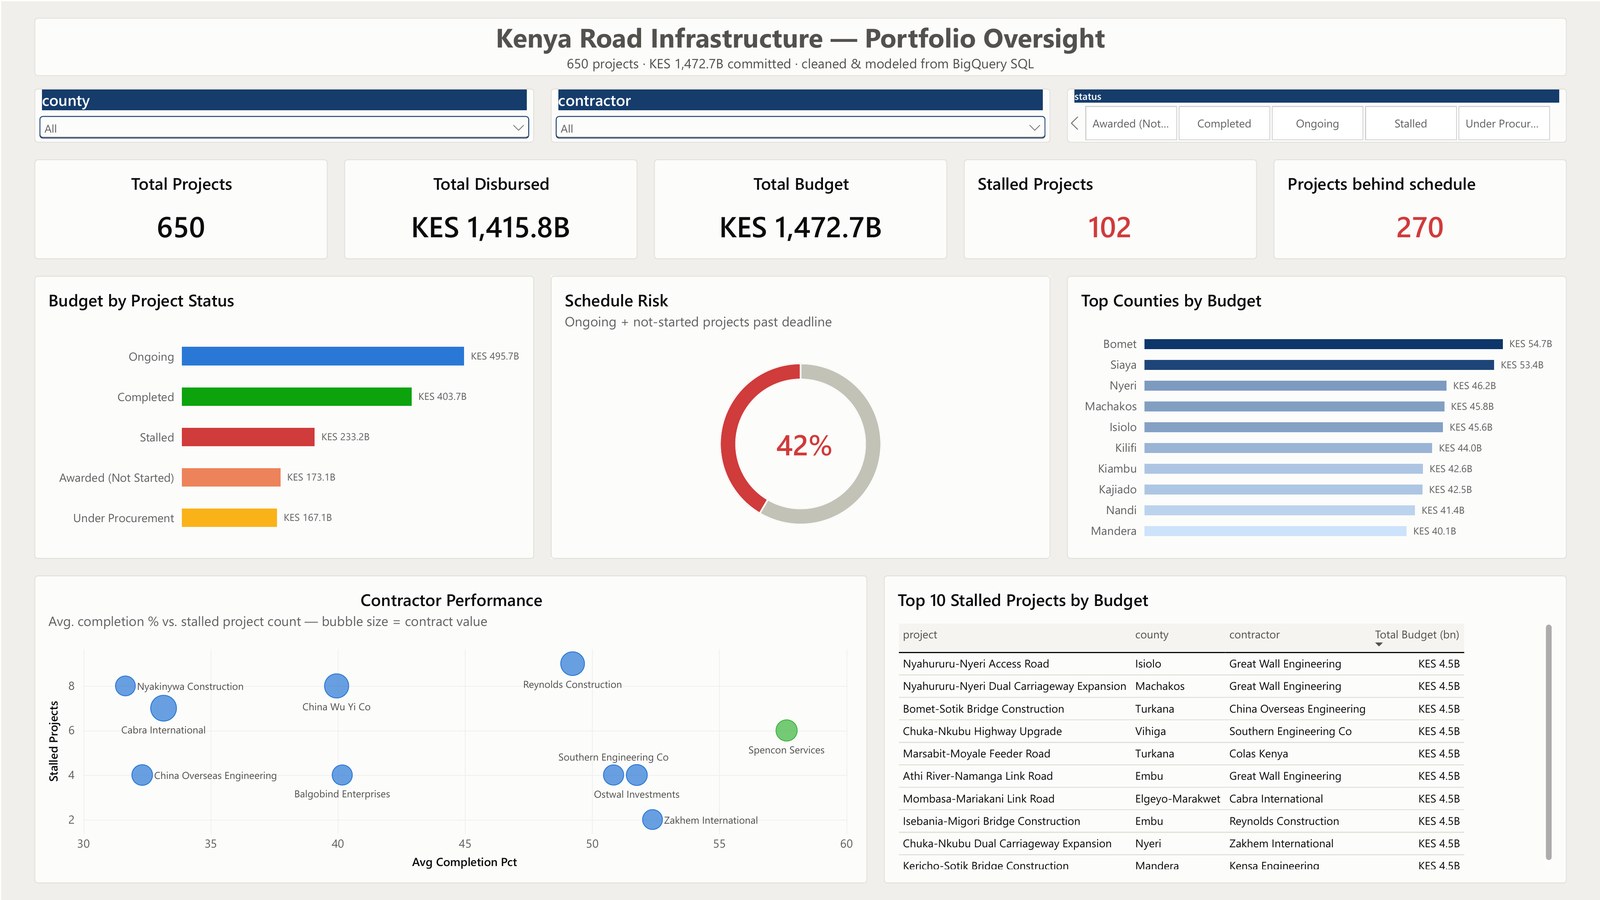 Kenya Road Infrastructure — Portfolio Oversight
650 projects · KES 1,472.7B committed · cleaned & modeled from BigQuery SQL
county
All
contractor
All
status
Awarded (Not...
Completed
Ongoing
Stalled
Under Procur...
Total Projects
650
Total Disbursed
KES 1,415.8B
Total Budget
KES 1,472.7B
Stalled Projects
102
Projects behind schedule
270
Budget by Project Status
Ongoing KES 495.7B
Completed KES 403.7B
Stalled KES 233.2B
Awarded (Not Started) KES 173.1B
Under Procurement KES 167.1B
Schedule Risk
Ongoing + not-started projects past deadline
42%
Top Counties by Budget
Bomet KES 54.7B
Siaya KES 53.4B
Nyeri KES 46.2B
Machakos KES 45.8B
Isiolo KES 45.6B
Kilifi KES 44.0B
Kiambu KES 42.6B
Kajiado KES 42.5B
Nandi KES 41.4B
Mandera KES 40.1B
Contractor Performance
Avg. completion % vs. stalled project count — bubble size = contract value
Stalled Projects
8
6
4
2
Reynolds Construction
Nyakinywa Construction
China Wu Yi Co
Cabra International
Spencon Services
Southern Engineering Co
China Overseas Engineering
Balgobind Enterprises
Ostwal Investments
Zakhem International
30 35 40 45 50 55 60
Avg Completion Pct
Top 10 Stalled Projects by Budget
project county contractor Total Budget (bn)
Nyahururu-Nyeri Access Road Isiolo Great Wall Engineering KES 4.5B
Nyahururu-Nyeri Dual Carriageway Expansion Machakos Great Wall Engineering KES 4.5B
Bomet-Sotik Bridge Construction Turkana China Overseas Engineering KES 4.5B
Chuka-Nkubu Highway Upgrade Vihiga Southern Engineering Co KES 4.5B
Marsabit-Moyale Feeder Road Turkana Colas Kenya KES 4.5B
Athi River-Namanga Link Road Embu Great Wall Engineering KES 4.5B
Mombasa-Mariakani Link Road Elgeyo-Marakwet Cabra International KES 4.5B
Isebania-Migori Bridge Construction Embu Reynolds Construction KES 4.5B
Chuka-Nkubu Dual Carriageway Expansion Nyeri Zakhem International KES 4.5B
Kericho-Sotik Bridge Construction Mandera Kensa Engineering KES 4.5B